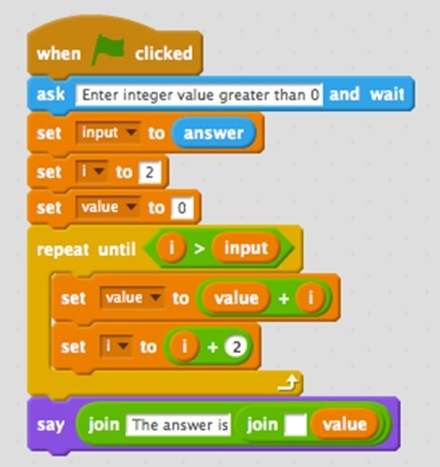 when clicked
ask Enter integer value greater than 0 and wait
set input to answer
set i to 2
set value to 0
repeat until i > input
set value to value + i
set i to i + 2
say join The answer is join value